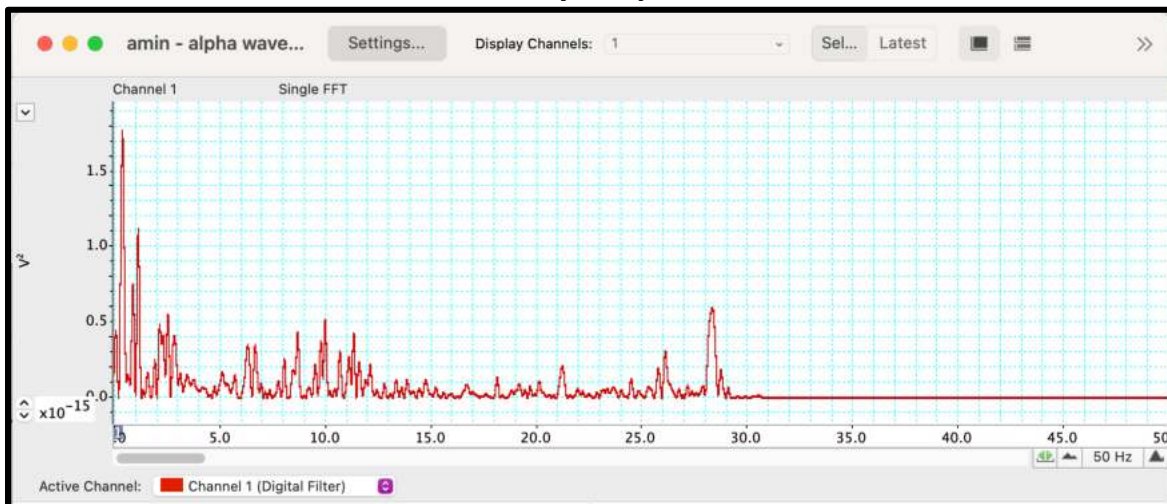 amin - alpha wave...
Settings...
Display Channels: 1
Sel... Latest
Channel 1
Single FFT
1.5
1.0
V²
0.5
0.0
x10⁻¹⁵
5.0 10.0 15.0 20.0 25.0 30.0 35.0 40.0 45.0 50
50 Hz
Active Channel: Channel 1 (Digital Filter)